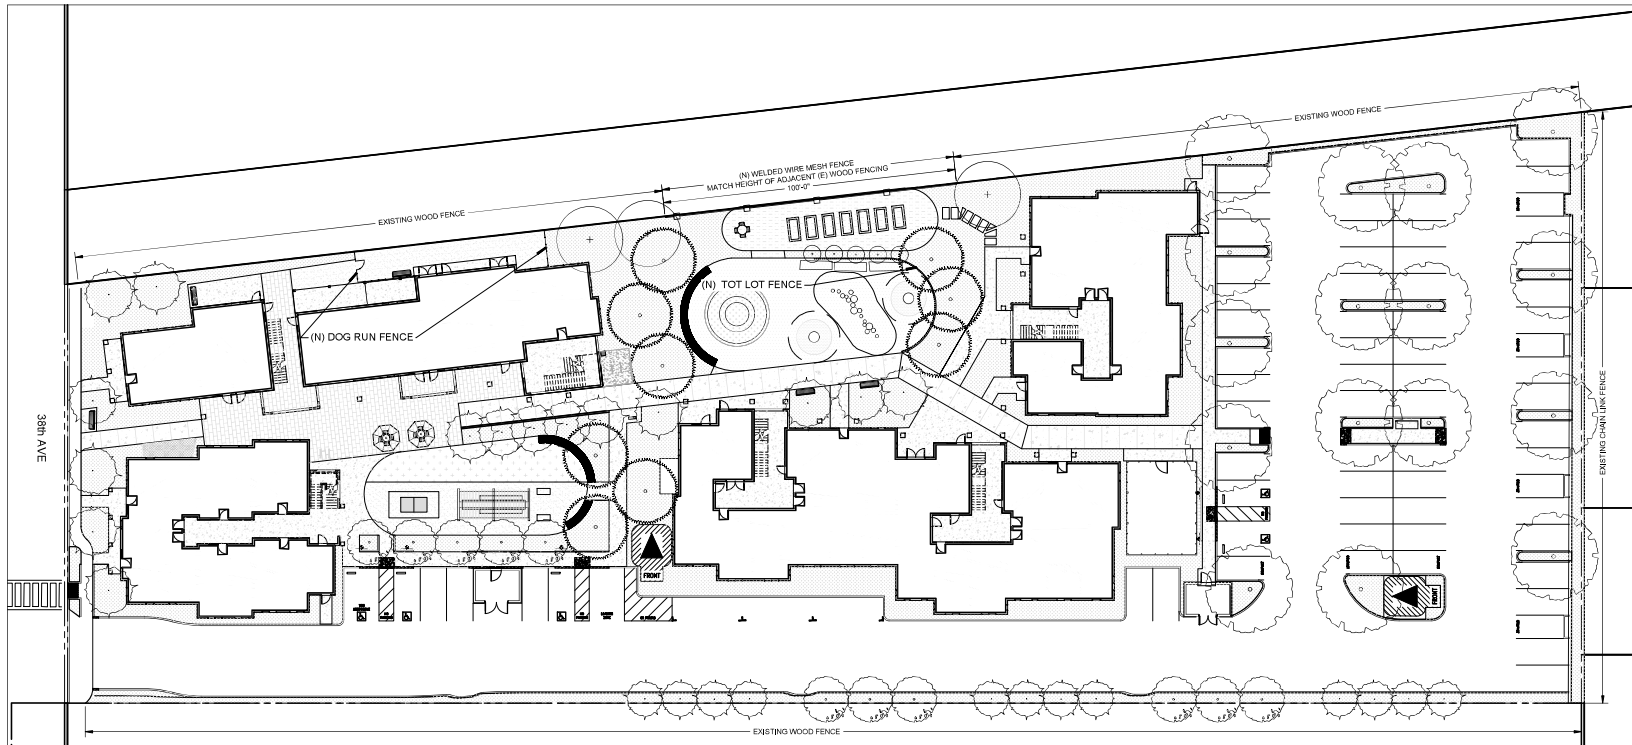 EXISTING WOOD FENCE
(N) WELDED WIRE MESH FENCE
MATCH HEIGHT OF ADJACENT (E) WOOD FENCING
100'-0"
EXISTING WOOD FENCE
(N) TOT LOT FENCE
(N) DOG RUN FENCE
38th AVE
EXISTING CHAIN LINK FENCE
FRONT
FRONT
EXISTING WOOD FENCE